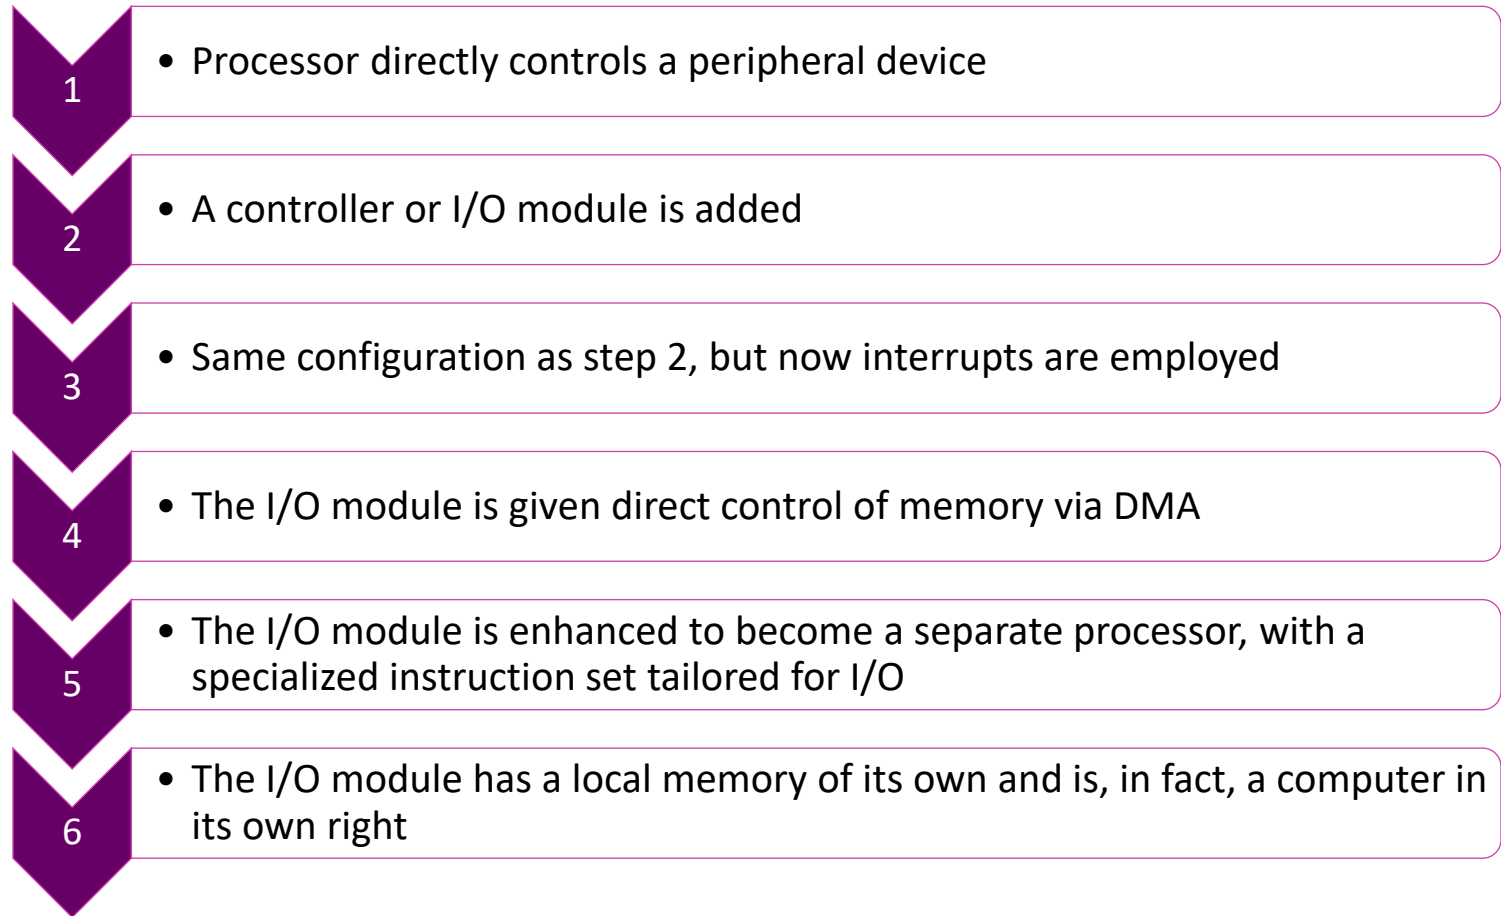 1
• Processor directly controls a peripheral device
2
• A controller or I/O module is added
3
• Same configuration as step 2, but now interrupts are employed
4
• The I/O module is given direct control of memory via DMA
5
• The I/O module is enhanced to become a separate processor, with a
specialized instruction set tailored for I/O
6
• The I/O module has a local memory of its own and is, in fact, a computer in
its own right